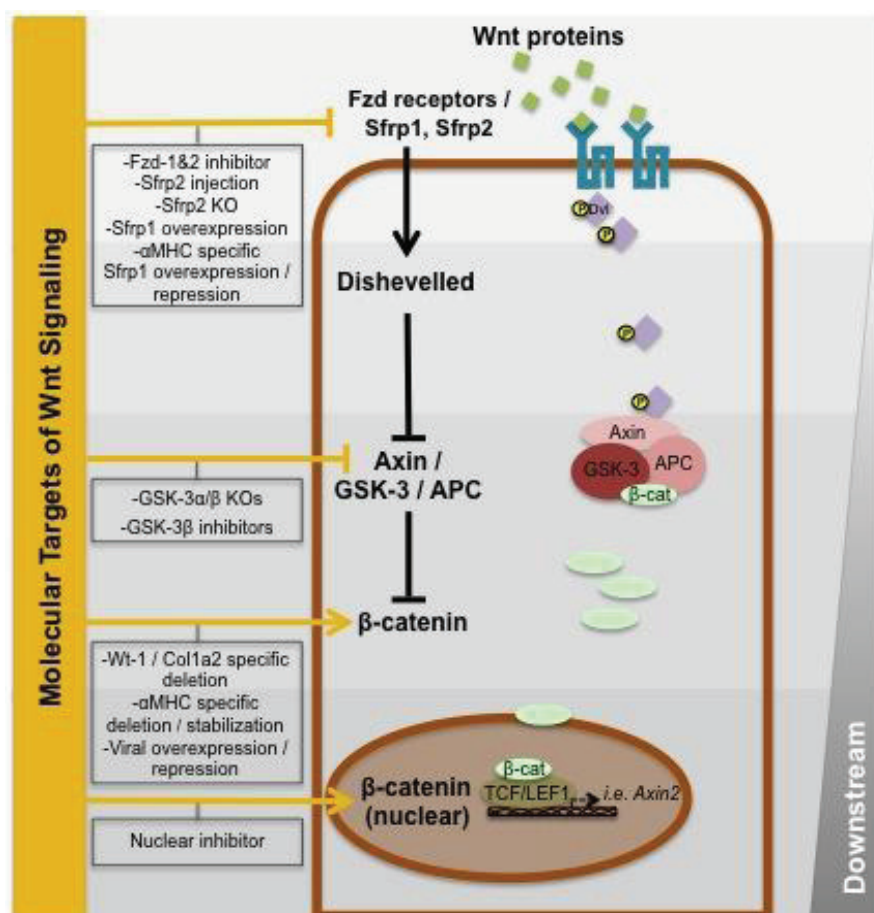 Molecular Targets of Wnt Signaling
Wnt proteins
Fzd receptors /
Sfrp1, Sfrp2
-Fzd-1&2 inhibitor
-Sfrp2 injection
-Sfrp2 KO
-Sfrp1 overexpression
-αMHC specific
Sfrp1 overexpression /
repression
P Dvl
P
Dishevelled
P
P
Axin /
GSK-3 / APC
Axin
GSK-3
APC
β-cat
-GSK-3α/β KOs
-GSK-3β inhibitors
β-catenin
-Wt-1 / Col1a2 specific
deletion
-αMHC specific
deletion / stabilization
-Viral overexpression /
repression
β-catenin
(nuclear)
β-cat
TCF/LEF1
i.e. Axin2
Nuclear inhibitor
Downstream